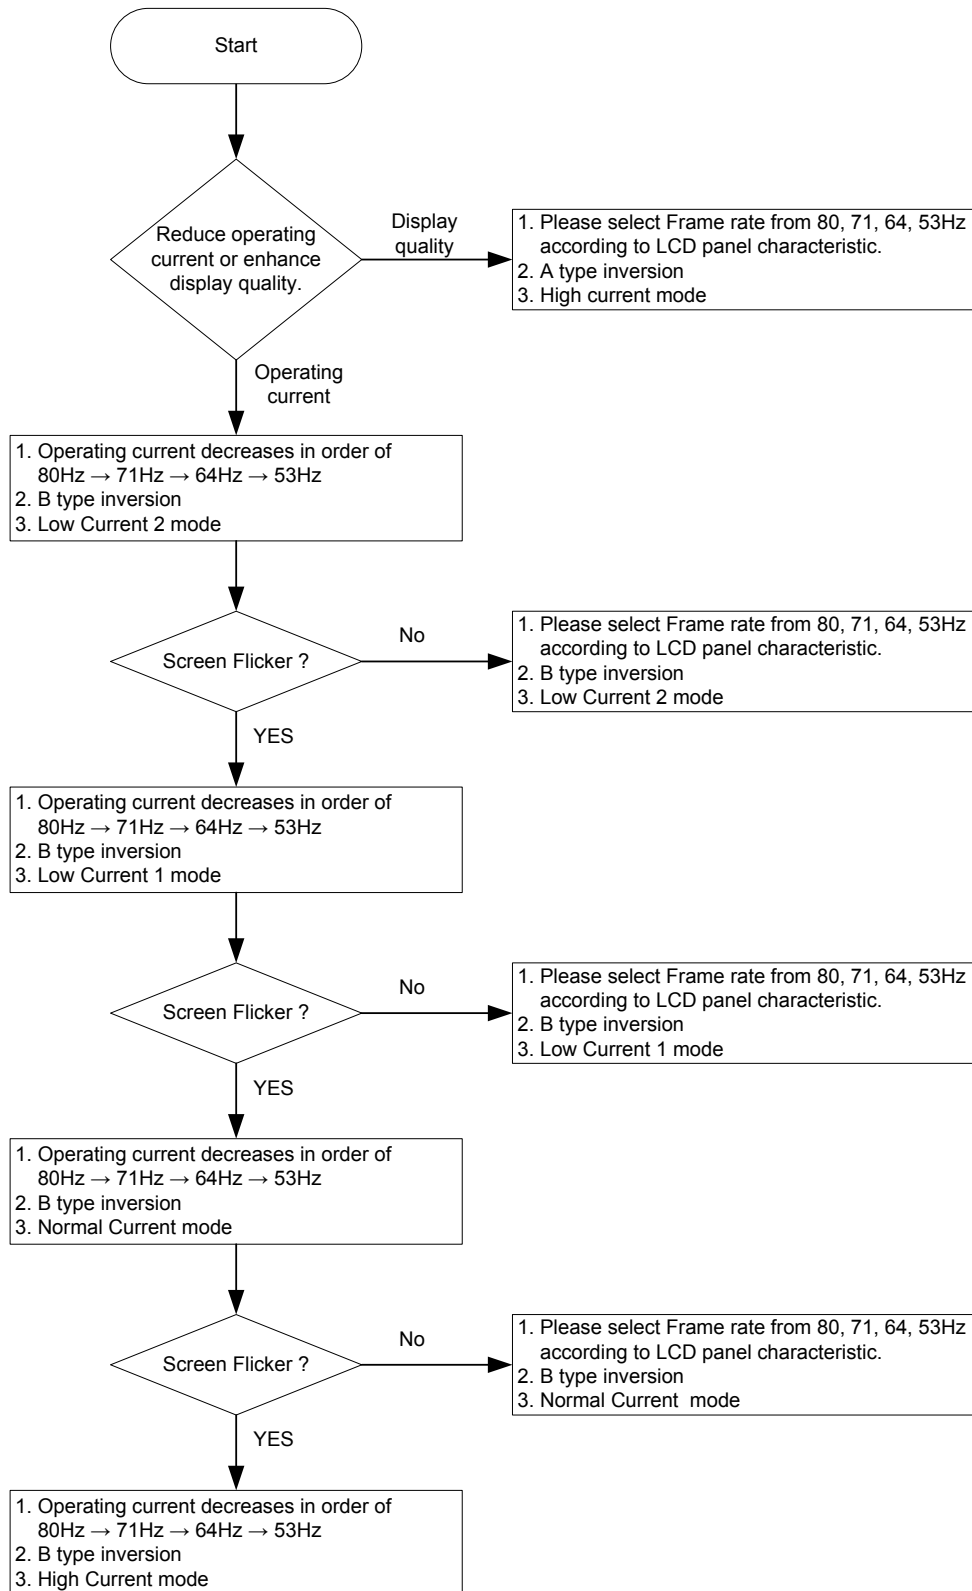 Start
Reduce operating
current or enhance
display quality.
Display
quality
1. Please select Frame rate from 80, 71, 64, 53Hz
according to LCD panel characteristic.
2. A type inversion
3. High current mode
Operating
current
1. Operating current decreases in order of
80Hz → 71Hz → 64Hz → 53Hz
2. B type inversion
3. Low Current 2 mode
Screen Flicker ?
No
1. Please select Frame rate from 80, 71, 64, 53Hz
according to LCD panel characteristic.
2. B type inversion
3. Low Current 2 mode
YES
1. Operating current decreases in order of
80Hz → 71Hz → 64Hz → 53Hz
2. B type inversion
3. Low Current 1 mode
Screen Flicker ?
No
1. Please select Frame rate from 80, 71, 64, 53Hz
according to LCD panel characteristic.
2. B type inversion
3. Low Current 1 mode
YES
1. Operating current decreases in order of
80Hz → 71Hz → 64Hz → 53Hz
2. B type inversion
3. Normal Current mode
Screen Flicker ?
No
1. Please select Frame rate from 80, 71, 64, 53Hz
according to LCD panel characteristic.
2. B type inversion
3. Normal Current  mode
YES
1. Operating current decreases in order of
80Hz → 71Hz → 64Hz → 53Hz
2. B type inversion
3. High Current mode